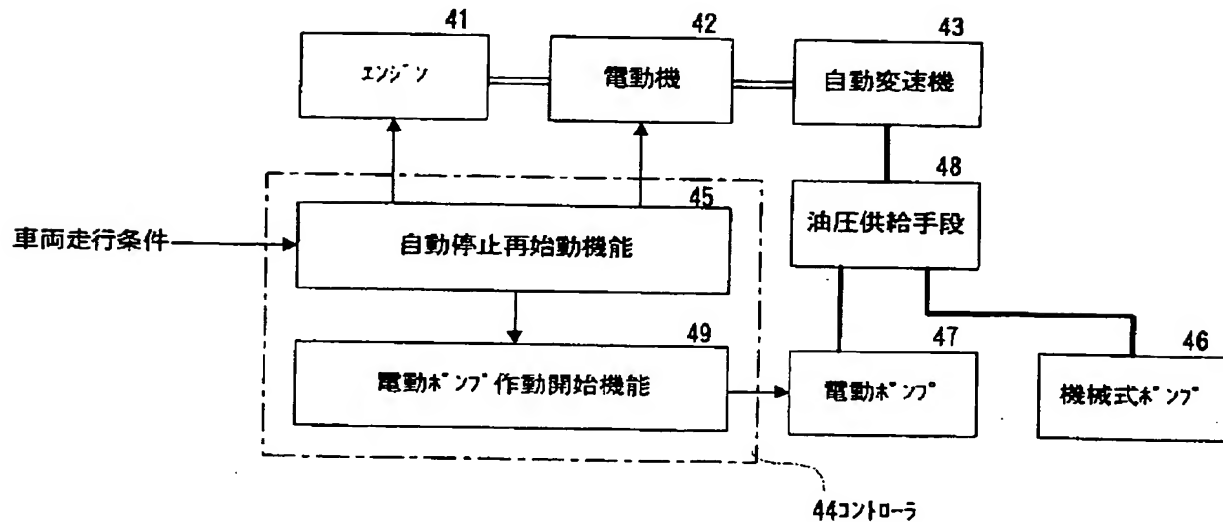 41
エンジン
42
電動機
43
自動変速機
48
油圧供給手段
車両走行条件
45
自動停止再始動機能
49
電動ポンプ作動開始機能
47
電動ポンプ
46
機械式ポンプ
44コントローラ